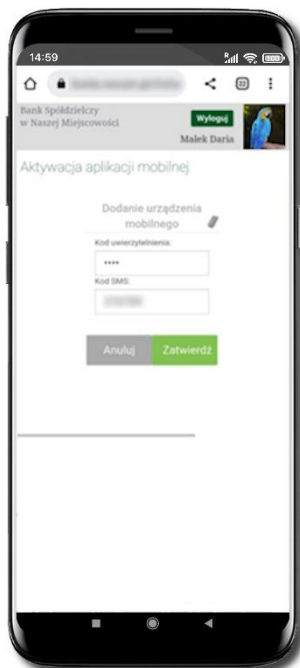 14:59
Bank Spółdzielczy
w Naszej Miejscowości
Wyloguj
Małek Daria
Aktywacja aplikacji mobilnej
Dodanie urządzenia
mobilnego
Kod uwierzytelnienia:
••••
Kod SMS:
Anuluj
Zatwierdź